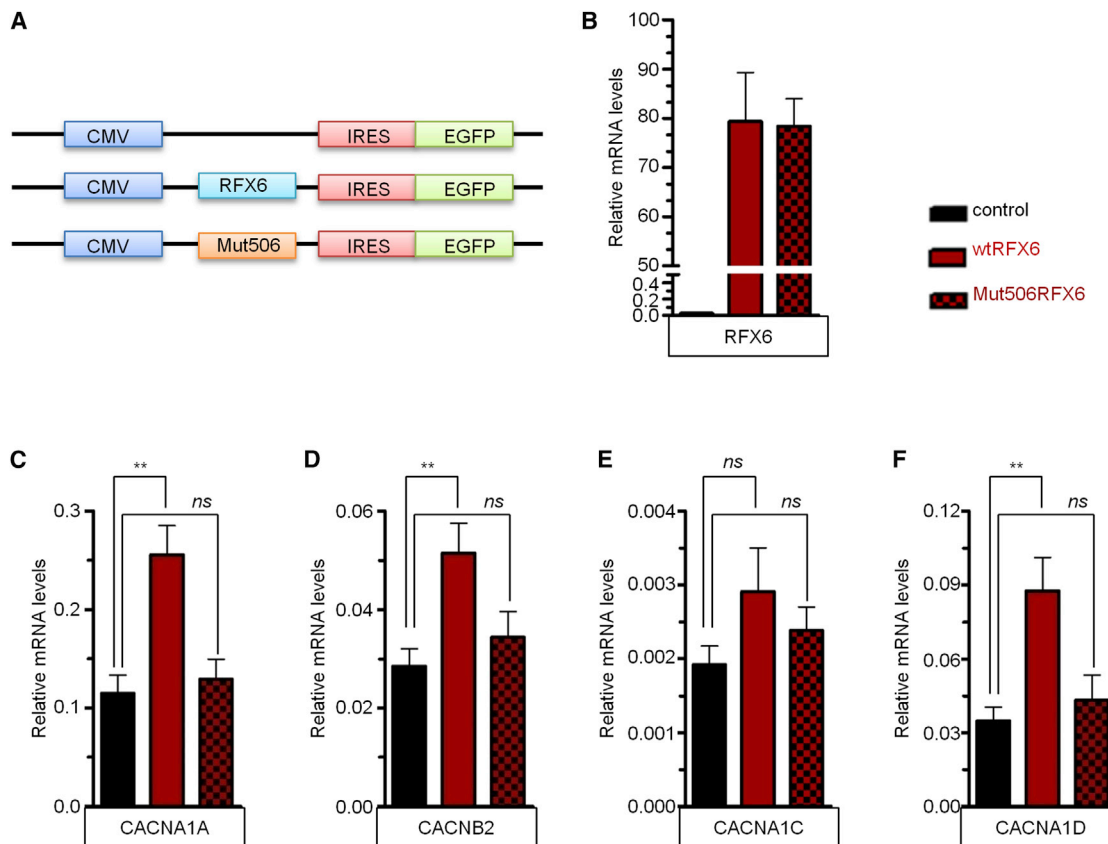 A
CMV IRES EGFP
CMV RFX6 IRES EGFP
CMV Mut506 IRES EGFP
B
Relative mRNA levels
100
90
80
70
60
50
0.4
0.2
0.0
RFX6
control
wtRFX6
Mut506RFX6
C
**
ns
Relative mRNA levels
0.3
0.2
0.1
0.0
CACNA1A
D
**
ns
Relative mRNA levels
0.06
0.04
0.02
0.00
CACNB2
E
ns
ns
Relative mRNA levels
0.004
0.003
0.002
0.001
0.000
CACNA1C
F
**
ns
Relative mRNA levels
0.12
0.09
0.06
0.03
0.00
CACNA1D